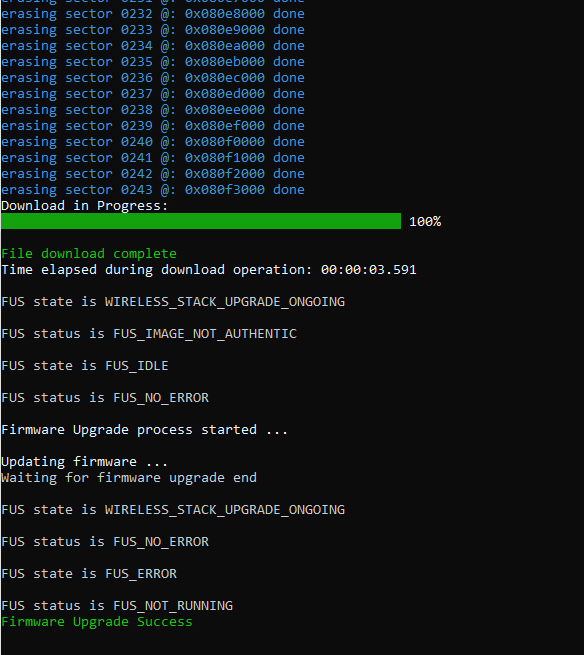 erasing sector 0231 @: 0x080e7000 done
erasing sector 0232 @: 0x080e8000 done
erasing sector 0233 @: 0x080e9000 done
erasing sector 0234 @: 0x080ea000 done
erasing sector 0235 @: 0x080eb000 done
erasing sector 0236 @: 0x080ec000 done
erasing sector 0237 @: 0x080ed000 done
erasing sector 0238 @: 0x080ee000 done
erasing sector 0239 @: 0x080ef000 done
erasing sector 0240 @: 0x080f0000 done
erasing sector 0241 @: 0x080f1000 done
erasing sector 0242 @: 0x080f2000 done
erasing sector 0243 @: 0x080f3000 done
Download in Progress:
100%
File download complete
Time elapsed during download operation: 00:00:03.591
FUS state is WIRELESS_STACK_UPGRADE_ONGOING
FUS status is FUS_IMAGE_NOT_AUTHENTIC
FUS state is FUS_IDLE
FUS status is FUS_NO_ERROR
Firmware Upgrade process started ...
Updating firmware ...
Waiting for firmware upgrade end
FUS state is WIRELESS_STACK_UPGRADE_ONGOING
FUS status is FUS_NO_ERROR
FUS state is FUS_ERROR
FUS status is FUS_NOT_RUNNING
Firmware Upgrade Success